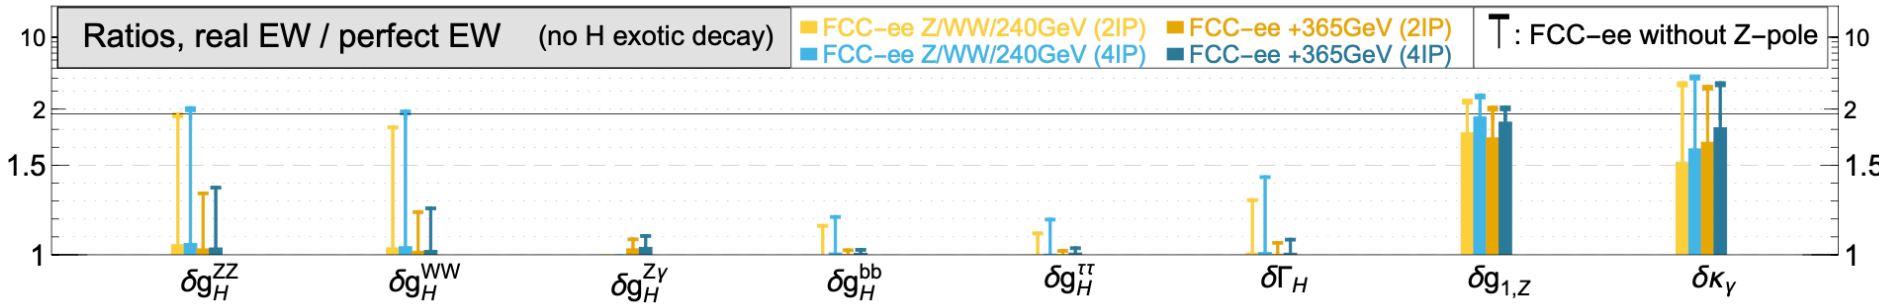 Ratios, real EW / perfect EW (no H exotic decay)
FCC-ee Z/WW/240GeV (2IP) FCC-ee +365GeV (2IP)
FCC-ee Z/WW/240GeV (4IP) FCC-ee +365GeV (4IP)
: FCC-ee without Z-pole
10 10
2 2
1.5 1.5
1 1
δg_H^ZZ δg_H^WW δg_H^Zγ δg_H^bb δg_H^ττ δΓ_H δg_1,Z δκ_γ